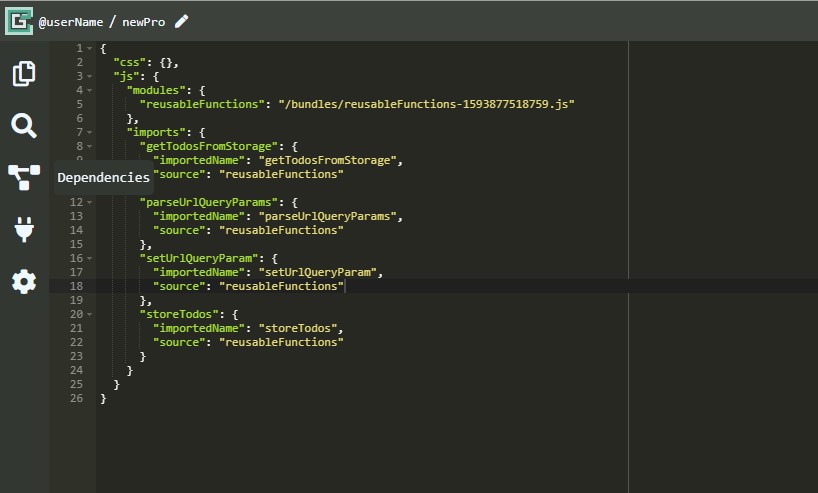 @userName / newPro
1 {
2 "css": {},
3 "js": {
4 "modules": {
5 "reusableFunctions": "/bundles/reusableFunctions-1593877518759.js"
6 },
7 "imports": {
8 "getTodosFromStorage": {
9 "importedName": "getTodosFromStorage",
"source": "reusableFunctions"
Dependencies
12 "parseUrlQueryParams": {
13 "importedName": "parseUrlQueryParams",
14 "source": "reusableFunctions"
15 },
16 "setUrlQueryParam": {
17 "importedName": "setUrlQueryParam",
18 "source": "reusableFunctions"
19 },
20 "storeTodos": {
21 "importedName": "storeTodos",
22 "source": "reusableFunctions"
23 }
24 }
25 }
26 }